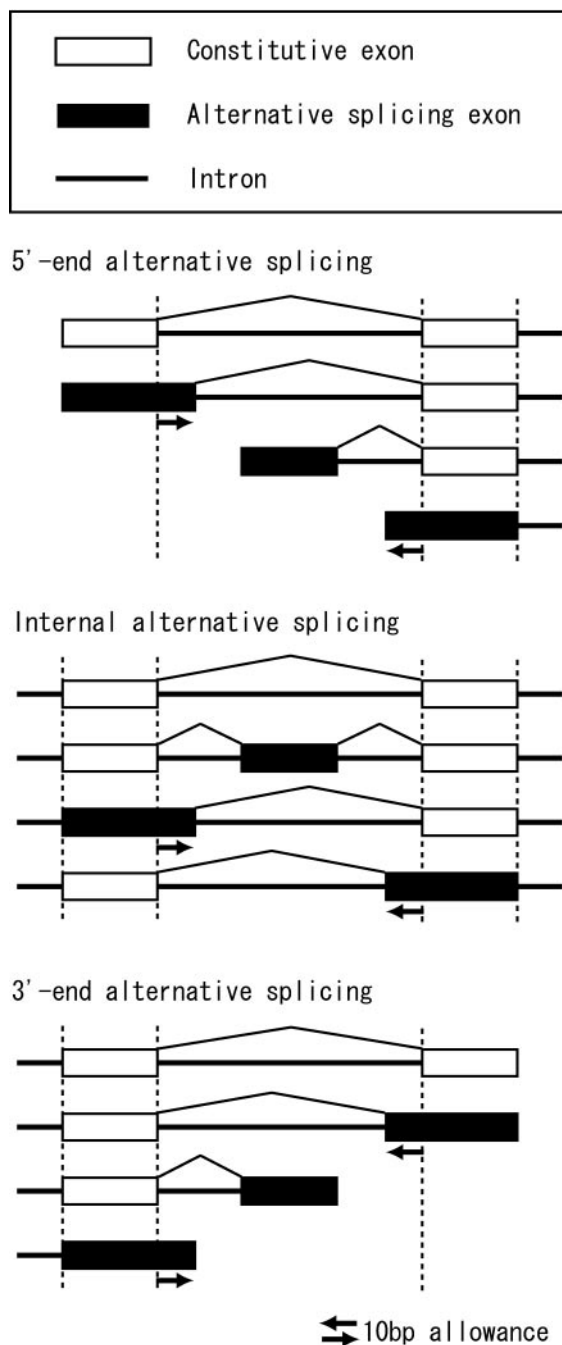 Constitutive exon
Alternative splicing exon
Intron
5'-end alternative splicing
Internal alternative splicing
3'-end alternative splicing
10bp allowance